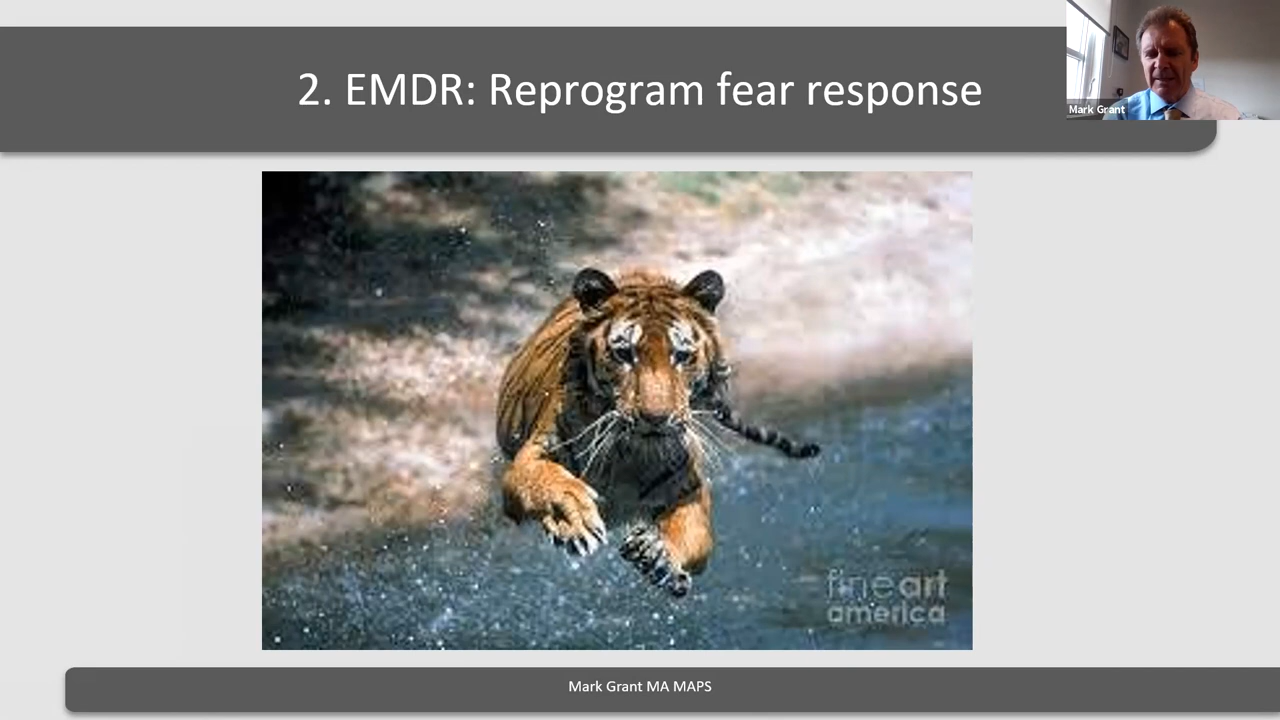 2. EMDR: Reprogram fear response
Mark Grant
fineart
america
Mark Grant MA MAPS